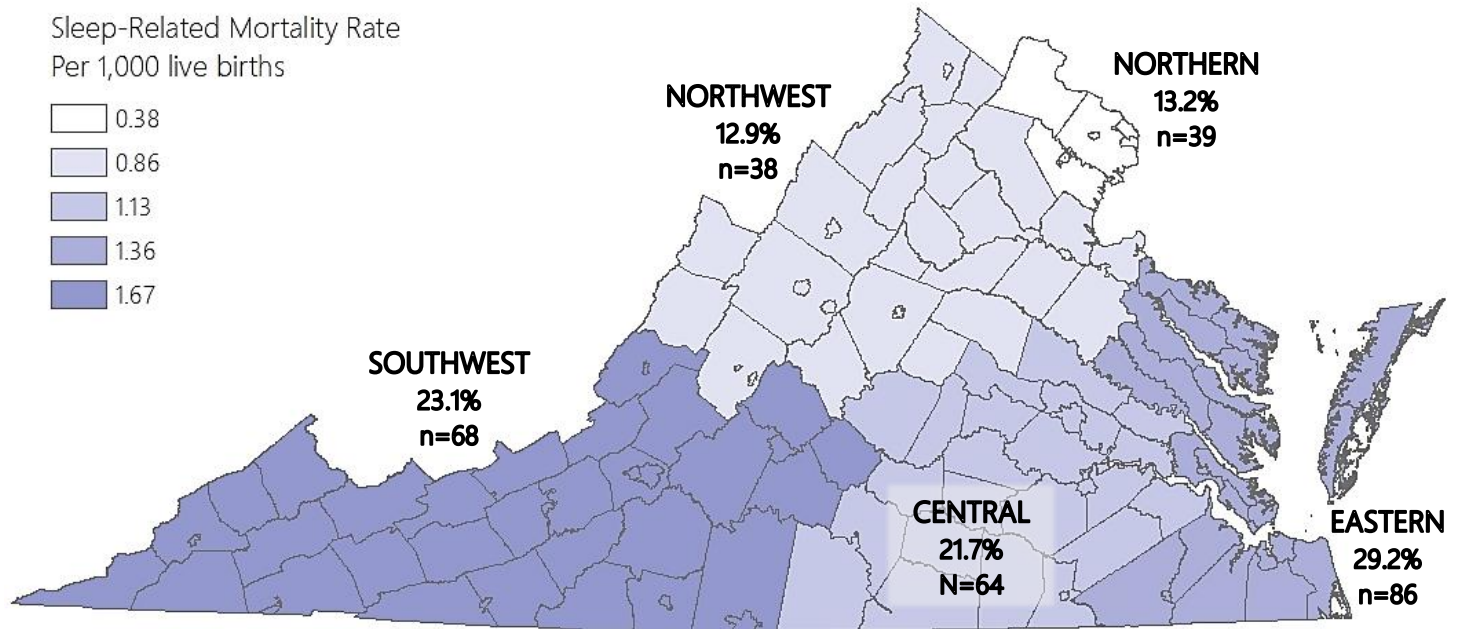 Sleep-Related Mortality Rate
Per 1,000 live births
0.38
0.86
1.13
1.36
1.67
NORTHERN
13.2%
n=39
NORTHWEST
12.9%
n=38
SOUTHWEST
23.1%
n=68
CENTRAL
21.7%
N=64
EASTERN
29.2%
n=86